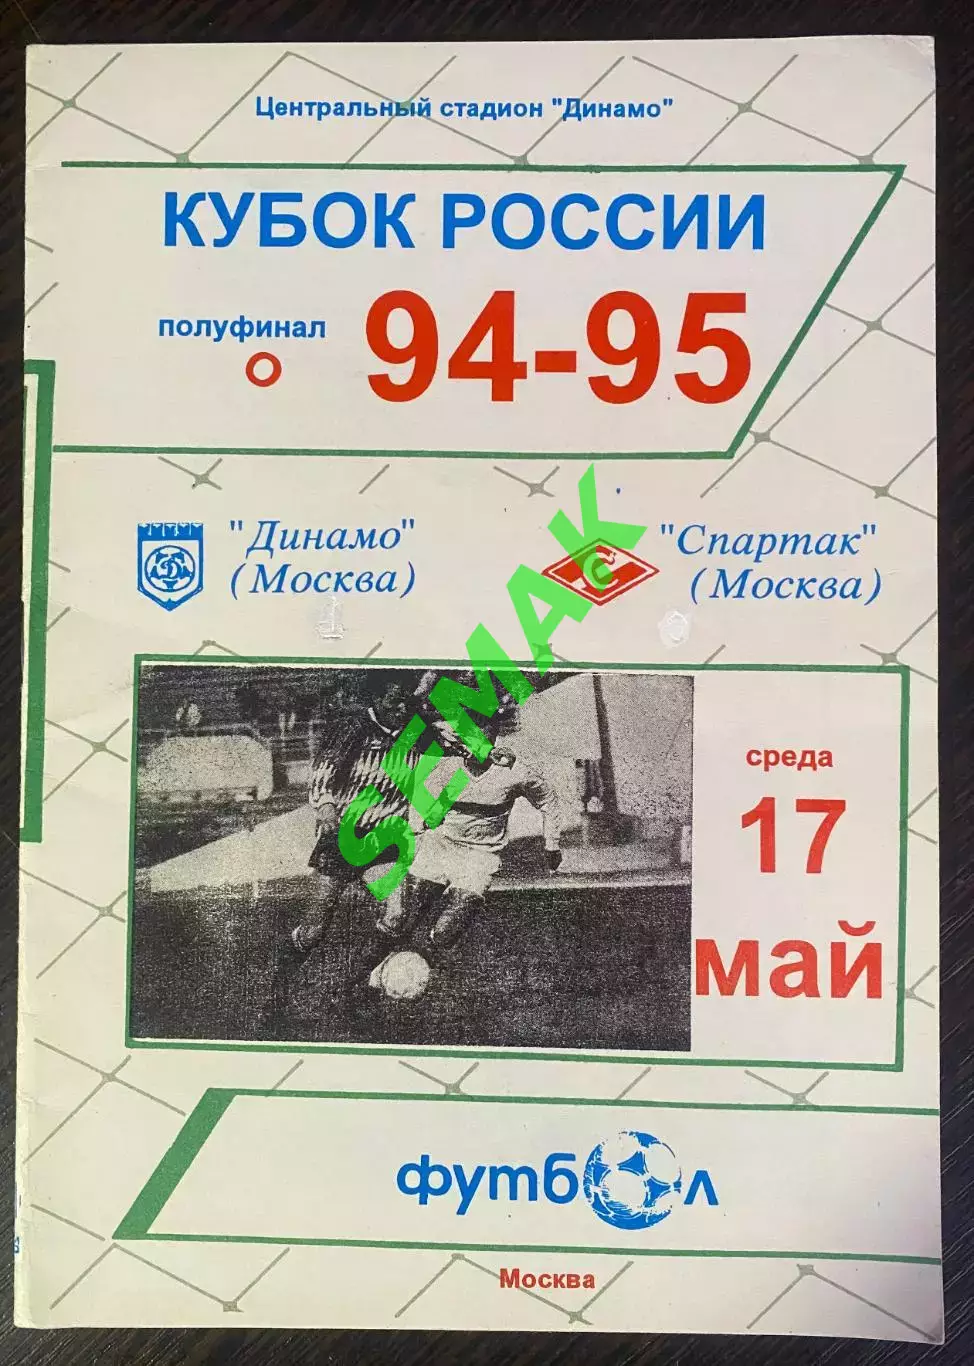 Центральный стадион "Динамо"
КУБОК РОССИИ
полуфинал
94-95
"Динамо"
(Москва)
"Спартак"
(Москва)
SEMAK
©
среда
17
май
футбол
Москва